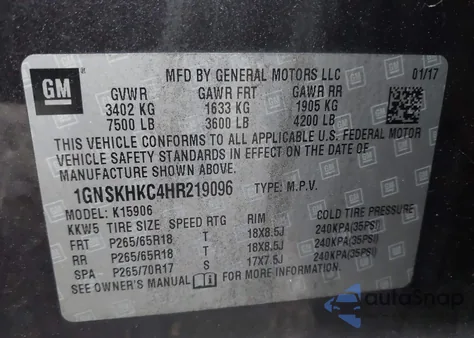 GM
MFD BY GENERAL MOTORS LLC 01/17
GVWR GAWR FRT GAWR RR
3402 KG 1633 KG 1905 KG
7500 LB 3600 LB 4200 LB
THIS VEHICLE CONFORMS TO ALL APPLICABLE U.S. FEDERAL MOTOR
VEHICLE SAFETY STANDARDS IN EFFECT ON THE DATE OF
MANUFACTURE SHOWN ABOVE.
1GNSKHKC4HR219096 TYPE: M.P.V.
MODEL: K15906
KKW5 TIRE SIZE SPEED RTG RIM COLD TIRE PRESSURE
FRT P265/65R18 T 18X8.5J 240KPA(35PSI)
RR P265/65R18 T 18X8.5J 240KPA(35PSI)
SPA P265/70R17 S 17X7.5J 240KPA(35PSI)
SEE OWNER'S MANUAL FOR MORE INFORMATION.
autoSnap